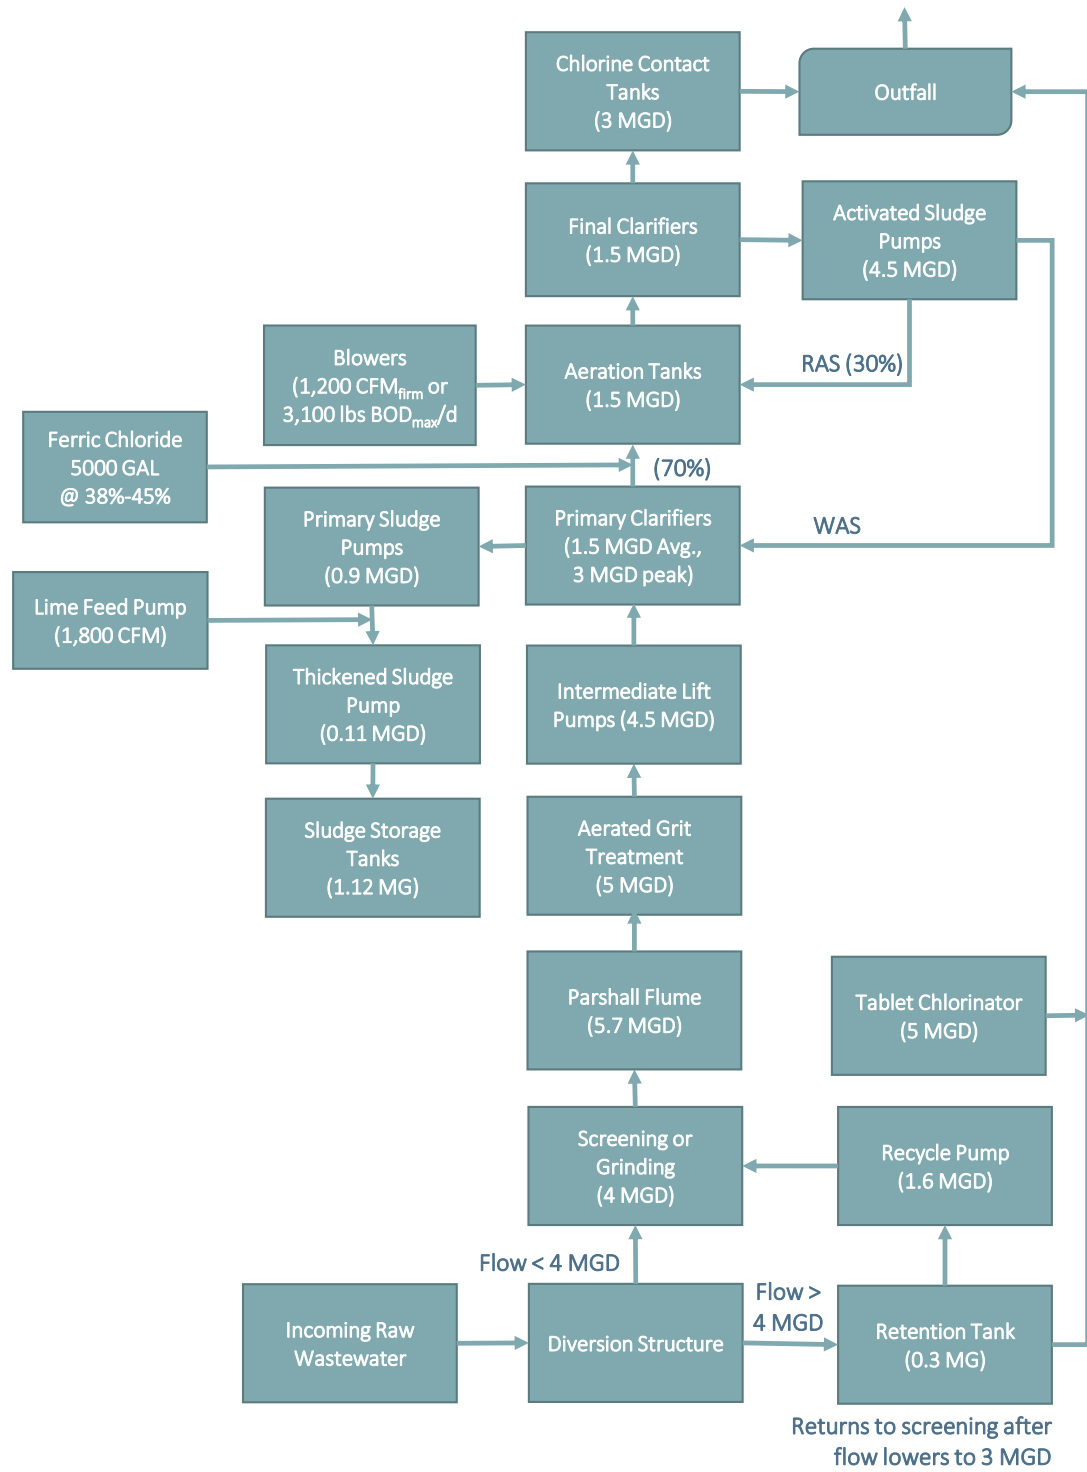 Chlorine Contact
Tanks
(3 MGD)
Outfall
Final Clarifiers
(1.5 MGD)
Activated Sludge
Pumps
(4.5 MGD)
Blowers
(1,200 CFMfirm or
3,100 lbs BODmax/d
Aeration Tanks
(1.5 MGD)
RAS (30%)
Ferric Chloride
5000 GAL
@ 38%-45%
(70%)
Primary Sludge
Pumps
(0.9 MGD)
Primary Clarifiers
(1.5 MGD Avg.,
3 MGD peak)
WAS
Lime Feed Pump
(1,800 CFM)
Thickened Sludge
Pump
(0.11 MGD)
Intermediate Lift
Pumps (4.5 MGD)
Sludge Storage
Tanks
(1.12 MG)
Aerated Grit
Treatment
(5 MGD)
Parshall Flume
(5.7 MGD)
Tablet Chlorinator
(5 MGD)
Screening or
Grinding
(4 MGD)
Recycle Pump
(1.6 MGD)
Flow < 4 MGD
Incoming Raw
Wastewater
Diversion Structure
Flow >
4 MGD
Retention Tank
(0.3 MG)
Returns to screening after
flow lowers to 3 MGD